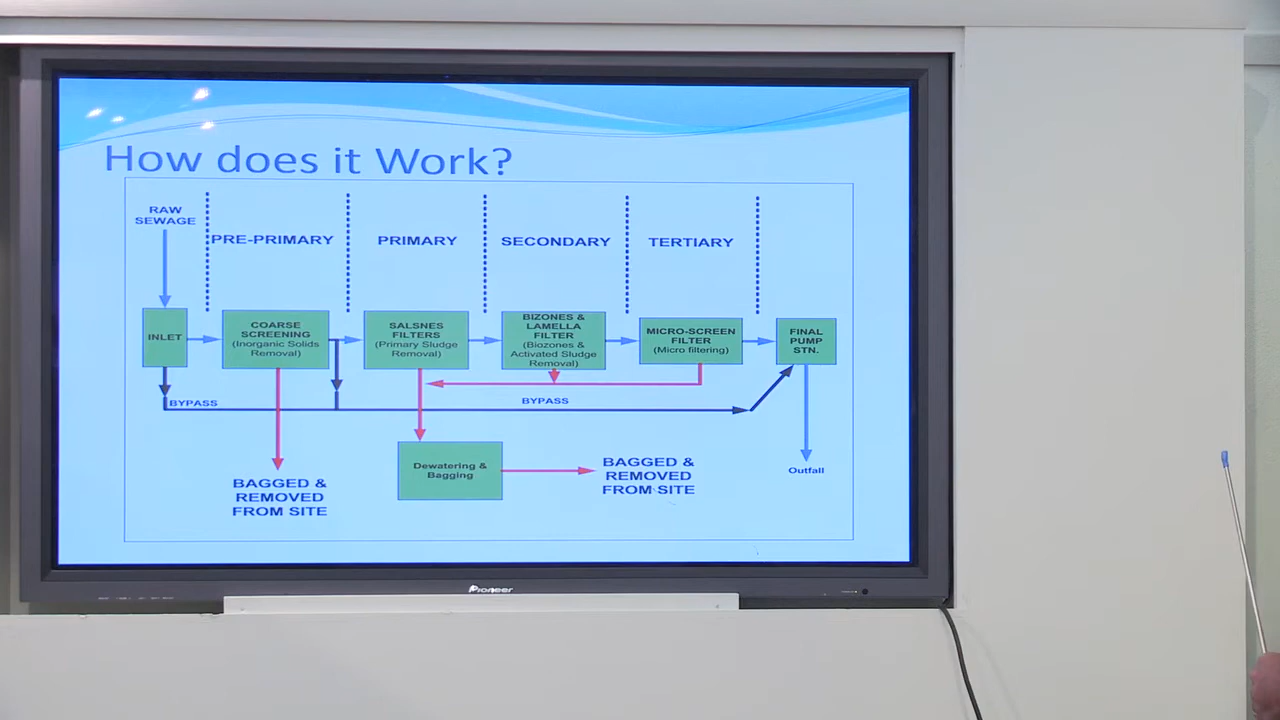 How does it Work?
RAW
SEWAGE
PRE-PRIMARY
PRIMARY
SECONDARY
TERTIARY
INLET
COARSE
SCREENING
(Inorganic Solids
Removal)
SALSNES
FILTERS
(Primary Sludge
Removal)
BIZONES &
LAMELLA
FILTER
(Biozones &
Activated Sludge
Removal)
MICRO-SCREEN
FILTER
(Micro filtering)
FINAL
PUMP
STN.
BYPASS
BYPASS
Dewatering &
Bagging
BAGGED &
REMOVED
FROM SITE
BAGGED &
REMOVED
FROM SITE
Outfall
Pioneer